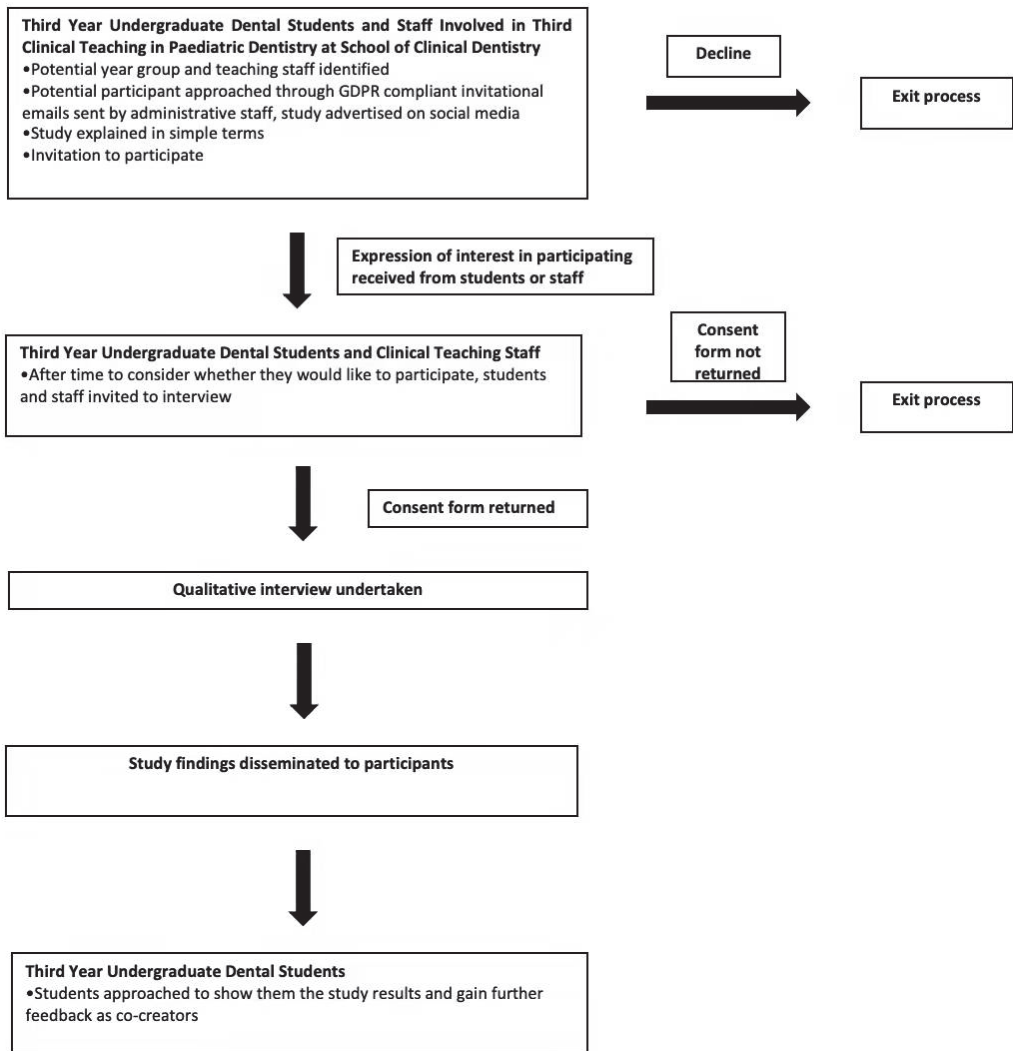 Third Year Undergraduate Dental Students and Staff Involved in Third
Clinical Teaching in Paediatric Dentistry at School of Clinical Dentistry
•Potential year group and teaching staff identified
•Potential participant approached through GDPR compliant invitational
emails sent by administrative staff, study advertised on social media
•Study explained in simple terms
•Invitation to participate
Decline
Exit process
Expression of interest in participating
received from students or staff
Third Year Undergraduate Dental Students and Clinical Teaching Staff
•After time to consider whether they would like to participate, students
and staff invited to interview
Consent
form not
returned
Exit process
Consent form returned
Qualitative interview undertaken
Study findings disseminated to participants
Third Year Undergraduate Dental Students
•Students approached to show them the study results and gain further
feedback as co-creators